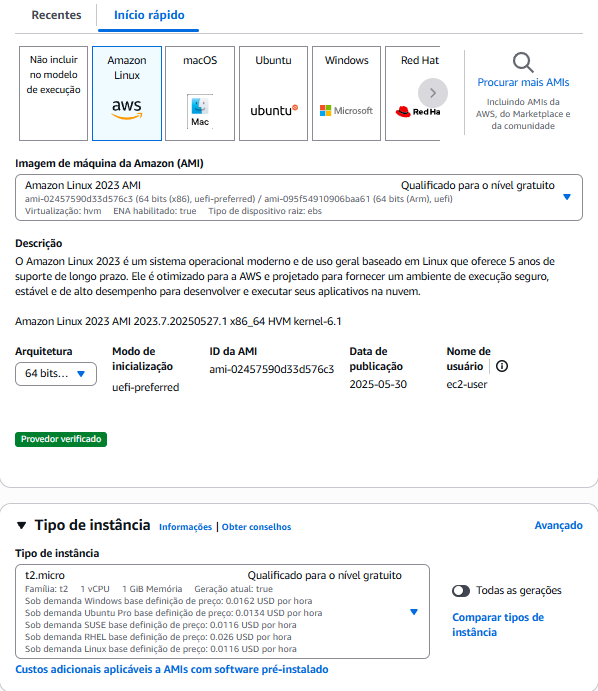 Recentes
Início rápido
Não incluir
no modelo
de execução
Amazon
Linux
aws
macOS
Mac
Ubuntu
ubuntu
Windows
Microsoft
Red Hat
Red Ha
Procurar mais AMIs
Incluindo AMIs da
AWS, do Marketplace e
da comunidade
Imagem de máquina da Amazon (AMI)
Amazon Linux 2023 AMI
Qualificado para o nível gratuito
ami-02457590d33d576c3 (64 bits (x86), uefi-preferred) / ami-095f54910906baa61 (64 bits (Arm), uefi)
Virtualização: hvm ENA habilitado: true Tipo de dispositivo raiz: ebs
Descrição
O Amazon Linux 2023 é um sistema operacional moderno e de uso geral baseado em Linux que oferece 5 anos de
suporte de longo prazo. Ele é otimizado para a AWS e projetado para fornecer um ambiente de execução seguro,
estável e de alto desempenho para desenvolver e executar seus aplicativos na nuvem.
Amazon Linux 2023 AMI 2023.7.20250527.1 x86_64 HVM kernel-6.1
Arquitetura
64 bits...
Modo de
inicialização
uefi-preferred
ID da AMI
ami-02457590d33d576c3
Data de
publicação
2025-05-30
Nome de
usuário
ec2-user
Provedor verificado
Tipo de instância
Informações | Obter conselhos
Avançado
Tipo de instância
t2.micro
Qualificado para o nível gratuito
Família: t2 1 vCPU 1 GiB Memória Geração atual: true
Sob demanda Windows base definição de preço: 0.0162 USD por hora
Sob demanda Ubuntu Pro base definição de preço: 0.0134 USD por hora
Sob demanda SUSE base definição de preço: 0.0116 USD por hora
Sob demanda RHEL base definição de preço: 0.026 USD por hora
Sob demanda Linux base definição de preço: 0.0116 USD por hora
Todas as gerações
Comparar tipos de
instância
Custos adicionais aplicáveis a AMIs com software pré-instalado